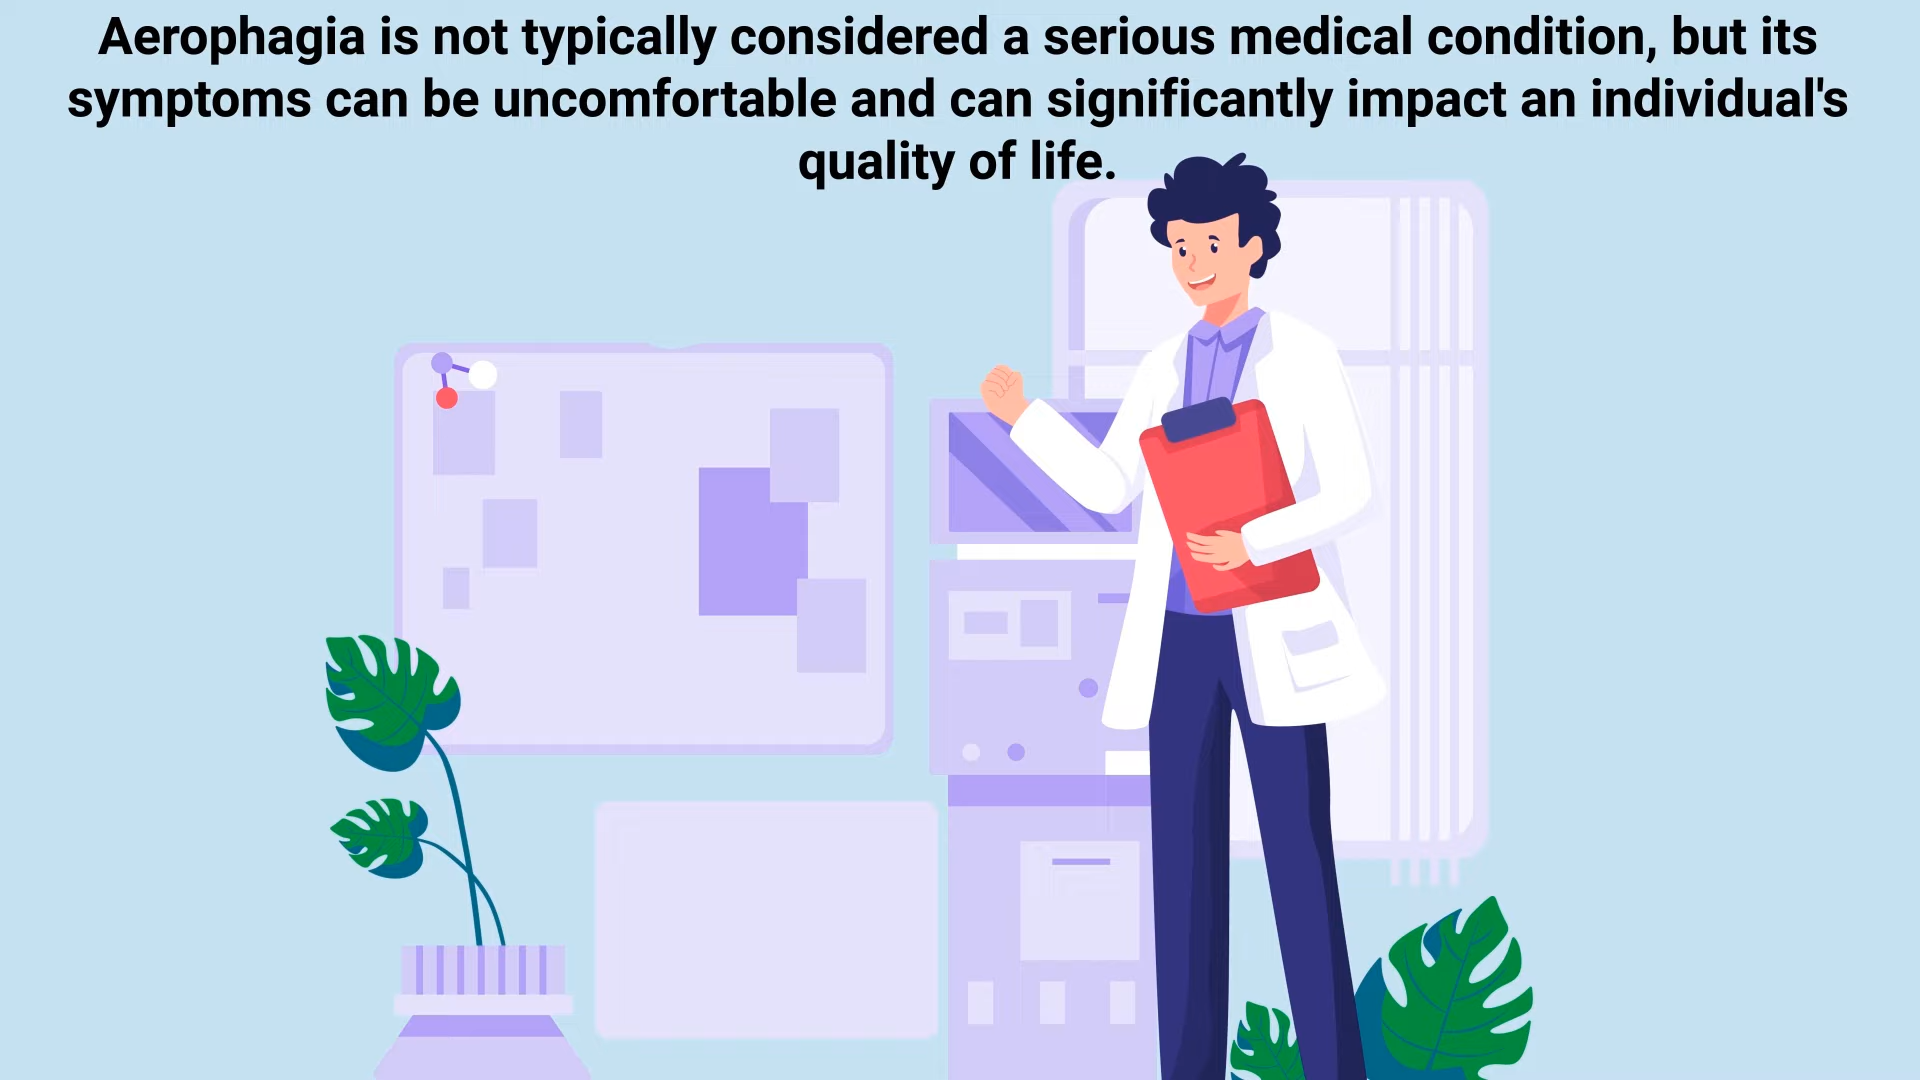 Aerophagia is not typically considered a serious medical condition, but its
symptoms can be uncomfortable and can significantly impact an individual's
quality of life.